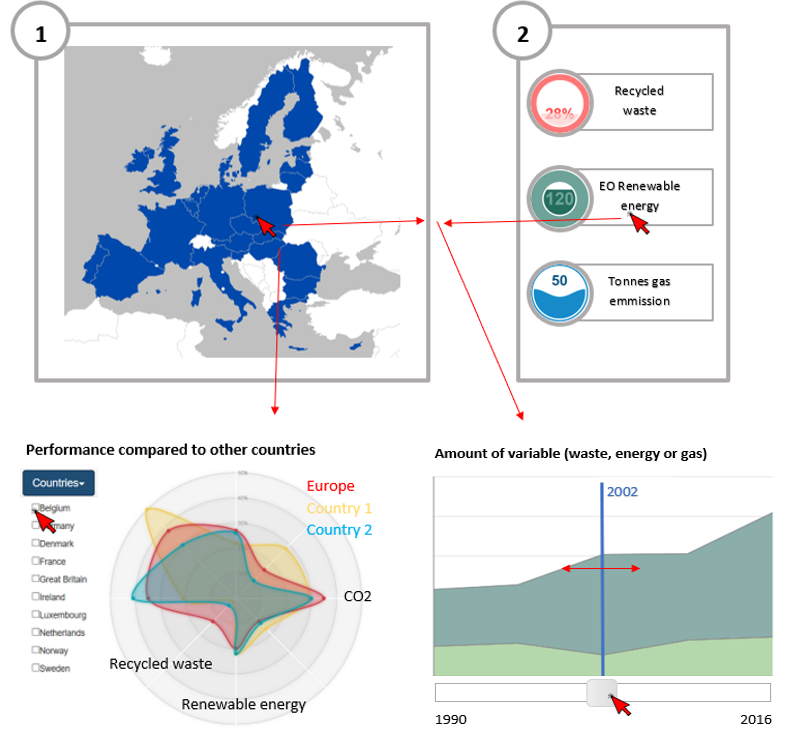 1
2
28%
Recycled
waste
120
EO Renewable
energy
50
Tonnes gas
emmission
Performance compared to other countries
Countries
Belgium
Germany
Denmark
France
Great Britain
Ireland
Luxembourg
Netherlands
Norway
Sweden
Europe
Country 1
Country 2
CO2
Recycled waste
Renewable energy
Amount of variable (waste, energy or gas)
2002
1990
2016